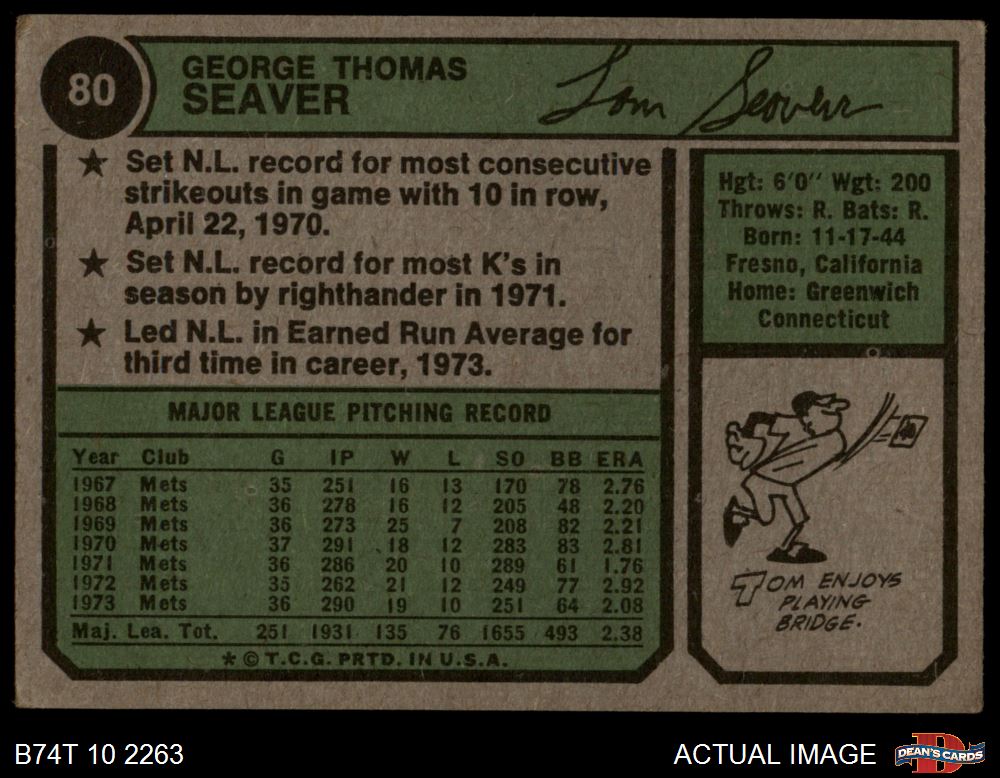 80
GEORGE THOMAS
SEAVER
Tom Seaver
★ Set N.L. record for most consecutive
strikeouts in game with 10 in row,
April 22, 1970.
★ Set N.L. record for most K's in
season by righthander in 1971.
★ Led N.L. in Earned Run Average for
third time in career, 1973.
Hgt: 6'0" Wgt: 200
Throws: R. Bats: R.
Born: 11-17-44
Fresno, California
Home: Greenwich
Connecticut
MAJOR LEAGUE PITCHING RECORD
Year Club G IP W L SO BB ERA
1967 Mets 35 251 16 13 170 78 2.76
1968 Mets 36 278 16 12 205 48 2.20
1969 Mets 36 273 25 7 208 82 2.21
1970 Mets 37 291 18 12 283 83 2.81
1971 Mets 36 286 20 10 289 61 1.76
1972 Mets 35 262 21 12 249 77 2.92
1973 Mets 36 290 19 10 251 64 2.08
Maj. Lea. Tot. 251 1931 135 76 1655 493 2.38
* © T.C.G. PRTD. IN U.S.A.
TOM ENJOYS
PLAYING
BRIDGE.
B74T 10 2263
ACTUAL IMAGE
DEAN'S CARDS